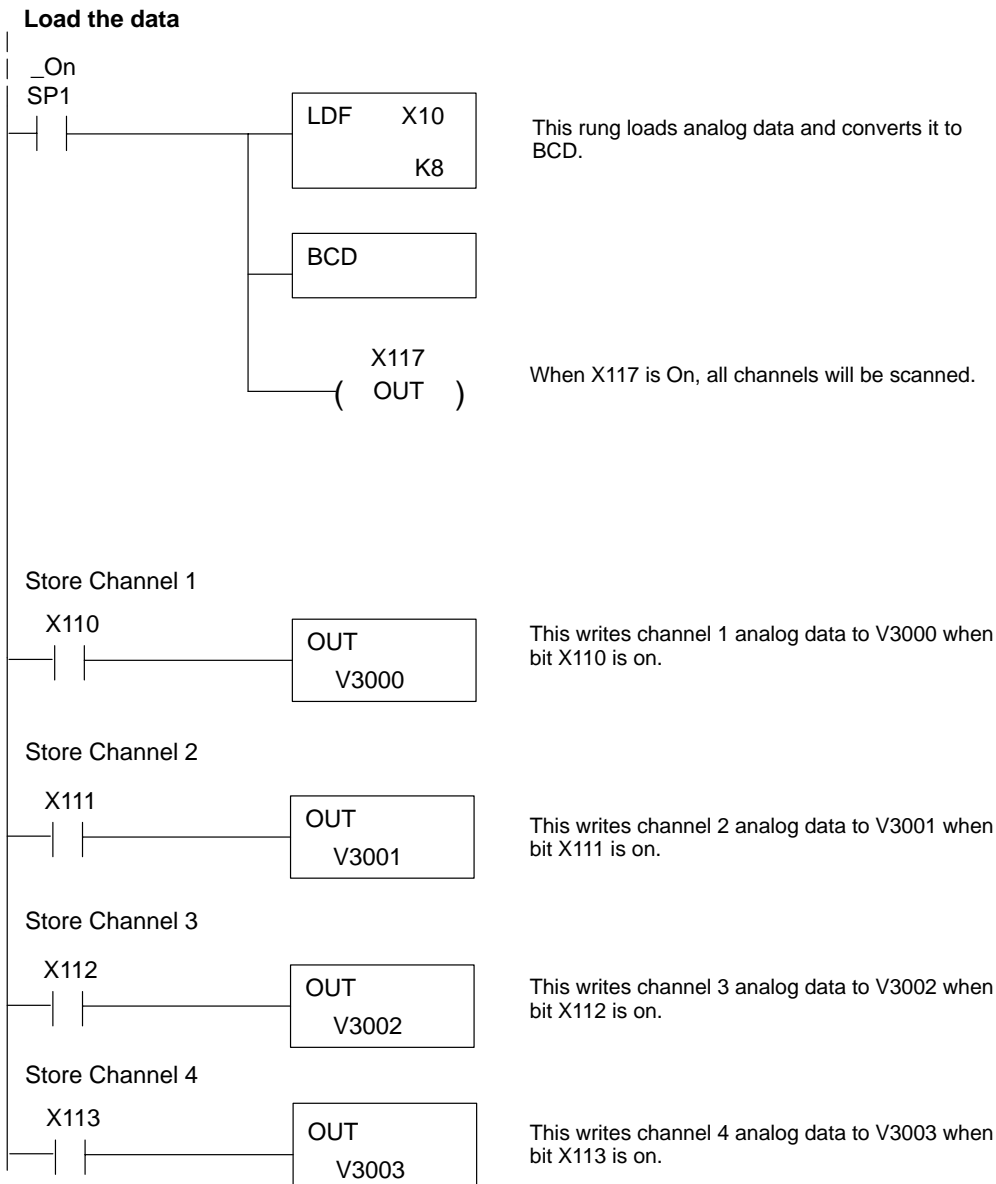 Load the data
_On
SP1
LDF X10
K8
This rung loads analog data and converts it to
BCD.
BCD
X117
( OUT )
When X117 is On, all channels will be scanned.
Store Channel 1
X110
OUT
V3000
This writes channel 1 analog data to V3000 when
bit X110 is on.
Store Channel 2
X111
OUT
V3001
This writes channel 2 analog data to V3001 when
bit X111 is on.
Store Channel 3
X112
OUT
V3002
This writes channel 3 analog data to V3002 when
bit X112 is on.
Store Channel 4
X113
OUT
V3003
This writes channel 4 analog data to V3003 when
bit X113 is on.